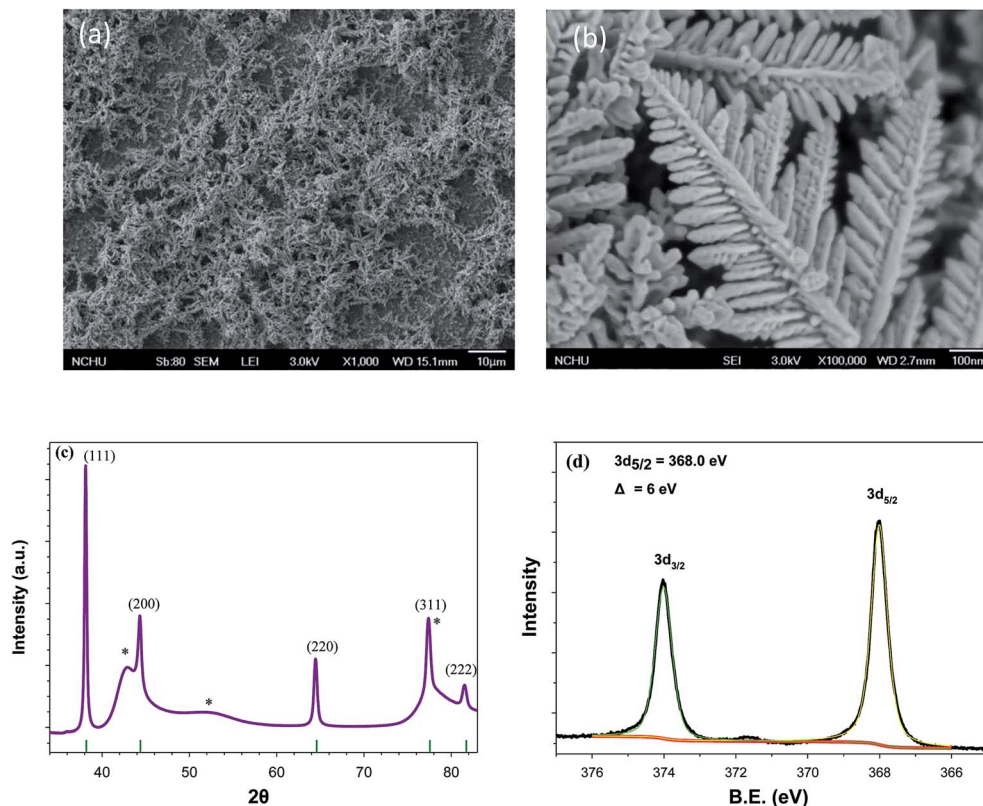 (a)
NCHU Sb:80 SEM LEI 3.0kV X1,000 WD 15.1mm 10μm
(b)
NCHU SEI 3.0kV X100,000 WD 2.7mm 100nm
(c)
(111)
*
(200)
*
(220)
(311)
*
(222)
Intensity (a.u.)
40 50 60 70 80
2θ
(d)
3d5/2 = 368.0 eV
Δ = 6 eV
3d3/2
3d5/2
Intensity
376 374 372 370 368 366
B.E. (eV)